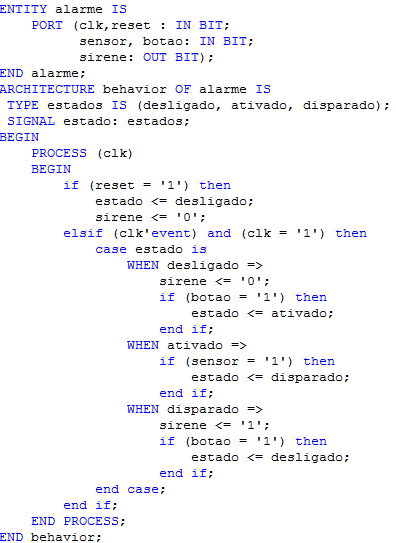 ENTITY alarme IS
    PORT (clk,reset : IN BIT;
          sensor, botao: IN BIT;
          sirene: OUT BIT);
END alarme;
ARCHITECTURE behavior OF alarme IS
 TYPE estados IS (desligado, ativado, disparado);
 SIGNAL estado: estados;
BEGIN
    PROCESS (clk)
    BEGIN
        if (reset = '1') then
            estado <= desligado;
            sirene <= '0';
        elsif (clk'event) and (clk = '1') then
            case estado is
                WHEN desligado =>
                    sirene <= '0';
                    if (botao = '1') then
                        estado <= ativado;
                    end if;
                WHEN ativado =>
                    if (sensor = '1') then
                        estado <= disparado;
                    end if;
                WHEN disparado =>
                    sirene <= '1';
                    if (botao = '1') then
                        estado <= desligado;
                    end if;
            end case;
        end if;
    END PROCESS;
END behavior;